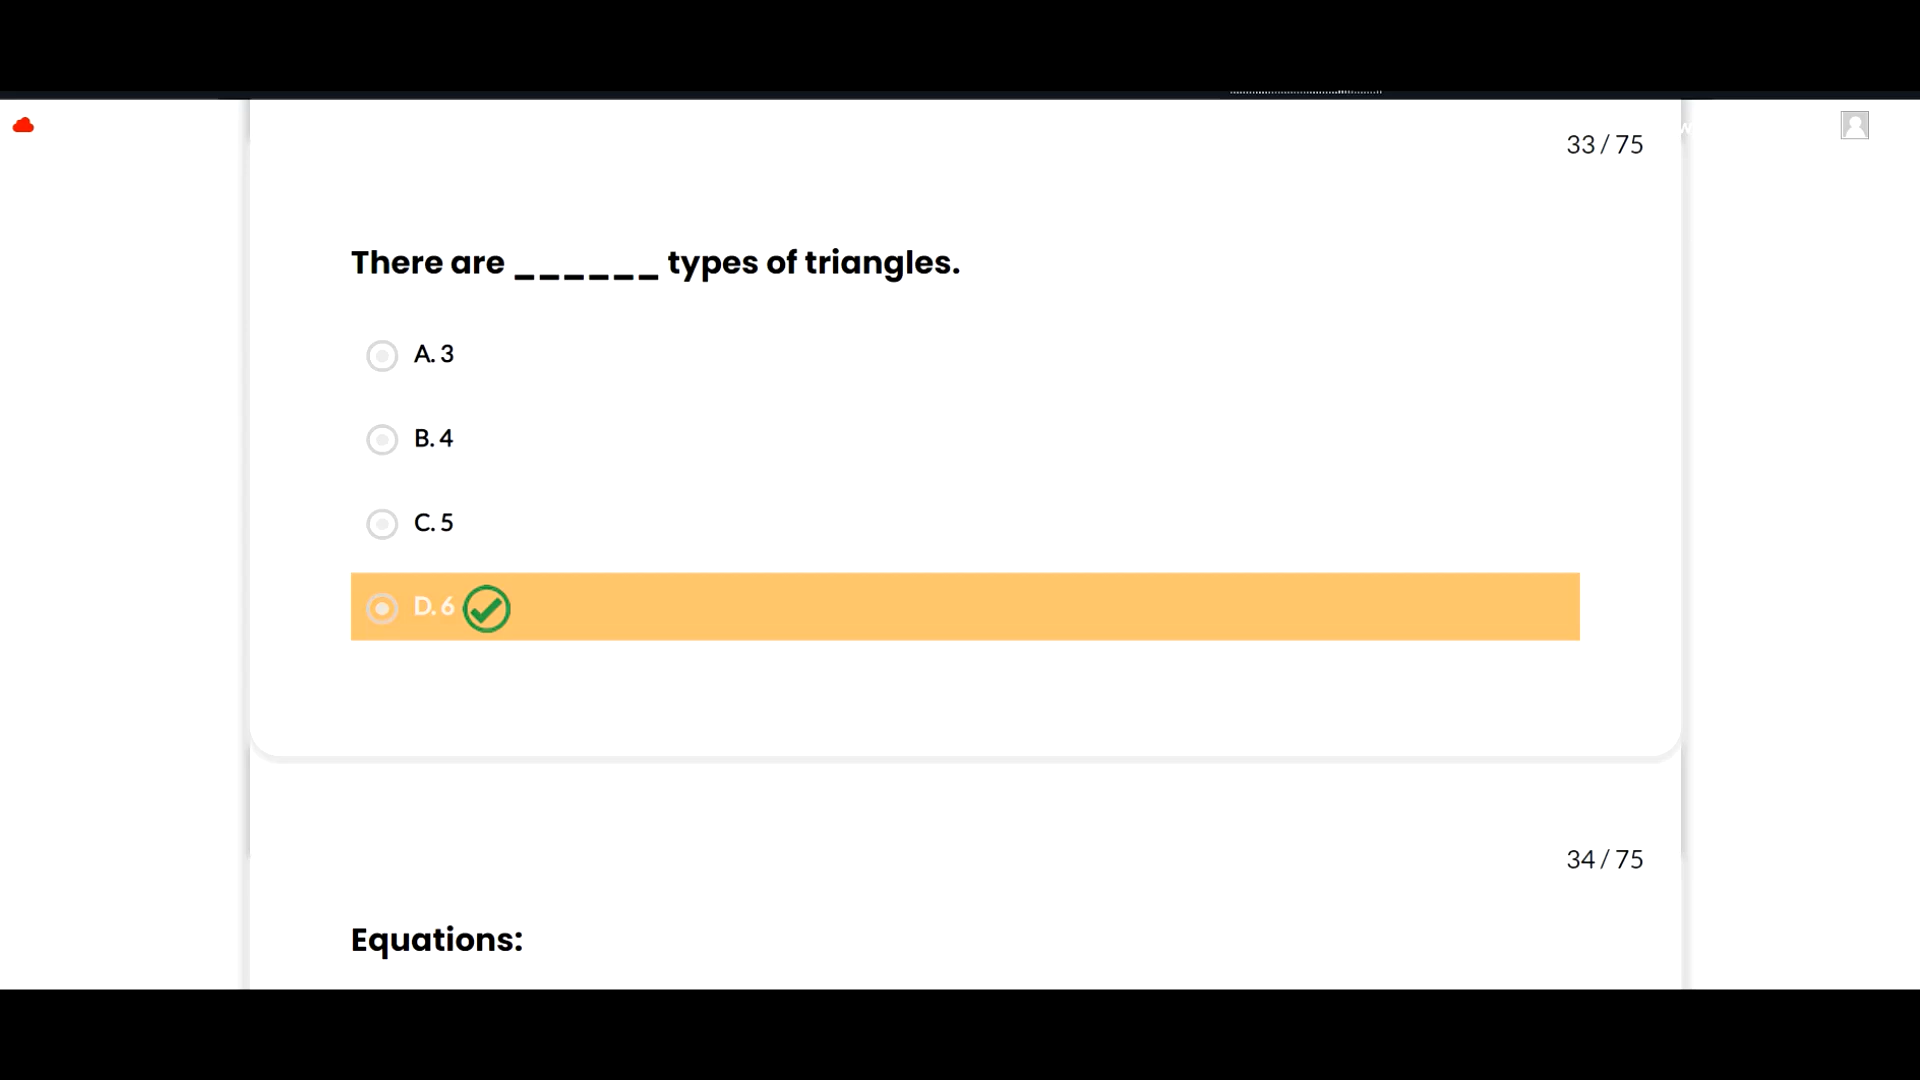 33 / 75
There are ______ types of triangles.
A. 3
B. 4
C. 5
D. 6
34 / 75
Equations: